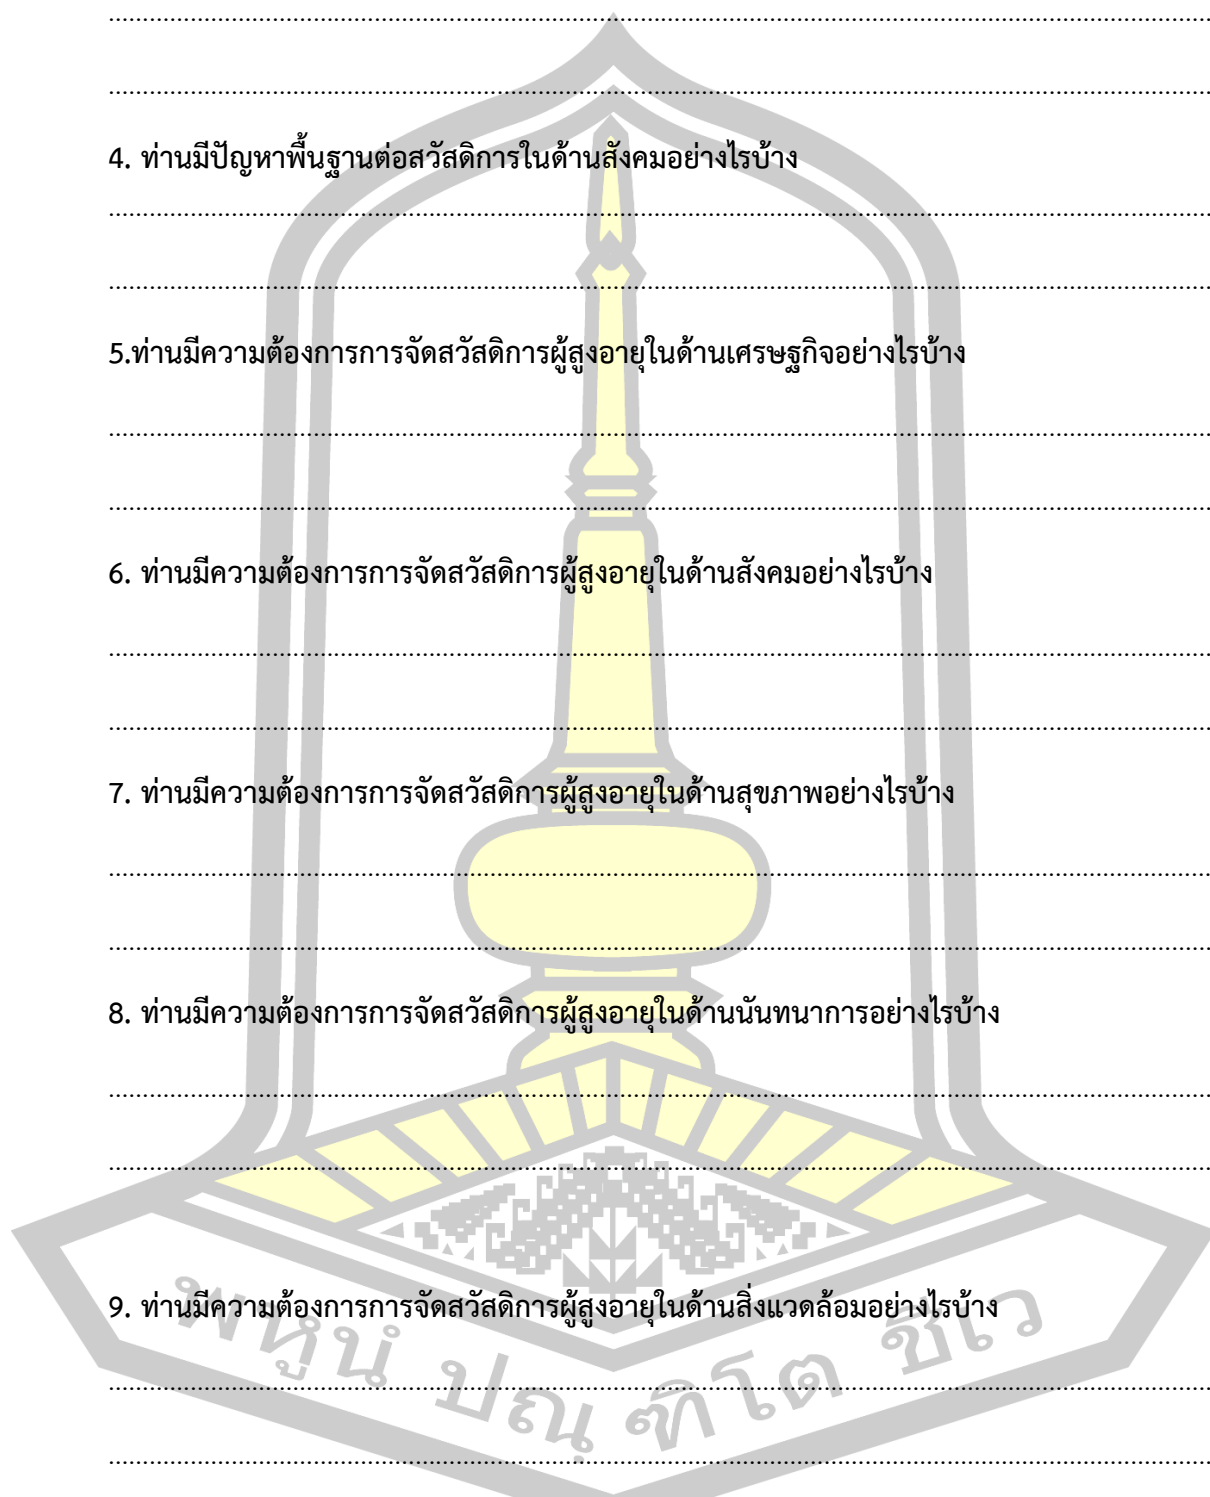 ................................................................................
................................................................................
4. ท่านมีปัญหาพื้นฐานต่อสวัสดิการในด้านสังคมอย่างไรบ้าง
................................................................................
................................................................................
5.ท่านมีความต้องการการจัดสวัสดิการผู้สูงอายุในด้านเศรษฐกิจอย่างไรบ้าง
................................................................................
................................................................................
6. ท่านมีความต้องการการจัดสวัสดิการผู้สูงอายุในด้านสังคมอย่างไรบ้าง
................................................................................
................................................................................
7. ท่านมีความต้องการการจัดสวัสดิการผู้สูงอายุในด้านสุขภาพอย่างไรบ้าง
................................................................................
................................................................................
8. ท่านมีความต้องการการจัดสวัสดิการผู้สูงอายุในด้านนันทนาการอย่างไรบ้าง
................................................................................
................................................................................
9. ท่านมีความต้องการการจัดสวัสดิการผู้สูงอายุในด้านสิ่งแวดล้อมอย่างไรบ้าง
................................................................................
................................................................................
พหูนํ ปณฺฑิโต ชีเว